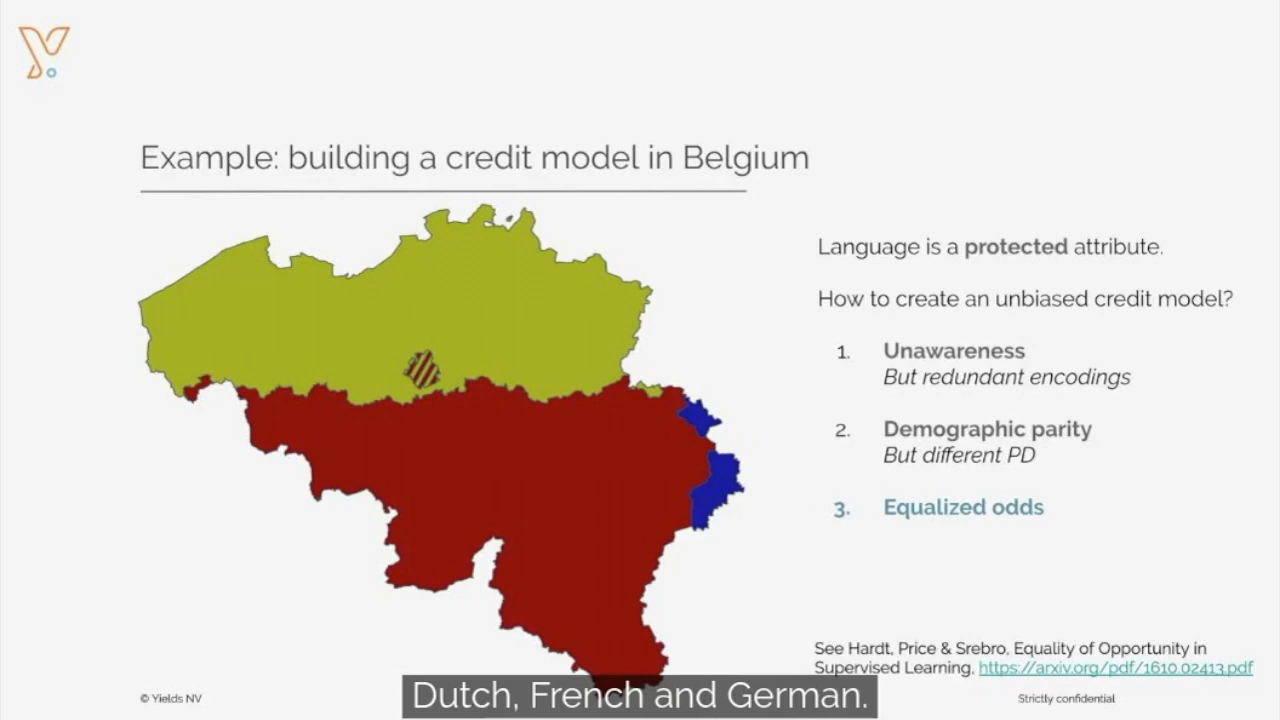 Example: building a credit model in Belgium
Language is a protected attribute.
How to create an unbiased credit model?
1. Unawareness
But redundant encodings
2. Demographic parity
But different PD
3. Equalized odds
See Hardt, Price & Srebro, Equality of Opportunity in
Supervised Learning, https://arxiv.org/pdf/1610.02413.pdf
Dutch, French and German.
© Yields NV
Strictly confidential